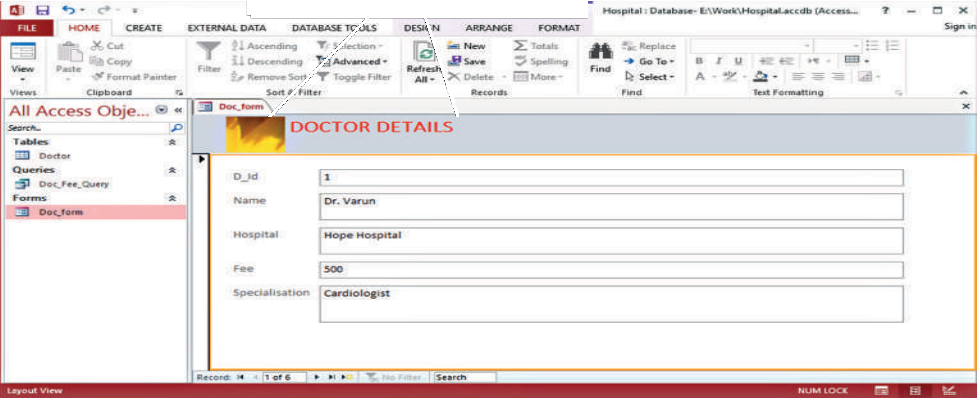 Hospital : Database- E:\Work\Hospital.accdb (Access... ?
FILE HOME CREATE EXTERNAL DATA DATABASE TOOLS DESIGN ARRANGE FORMAT Sign in
View
Views
Paste
Cut
Copy
Format Painter
Clipboard
Filter
Ascending
Descending
Remove Sort
Selection
Advanced
Toggle Filter
Sort & Filter
Refresh
All
New
Save
Delete
Totals
Spelling
More
Records
Find
Replace
Go To
Select
Find
B I U
A
Text Formatting
All Access Obje...
Search...
Tables
Doctor
Queries
Doc_Fee_Query
Forms
Doc_form
Doc_form
DOCTOR DETAILS
D_Id 1
Name Dr. Varun
Hospital Hope Hospital
Fee 500
Specialisation Cardiologist
Record: 1 of 6 No Filter Search
Layout View NUM LOCK